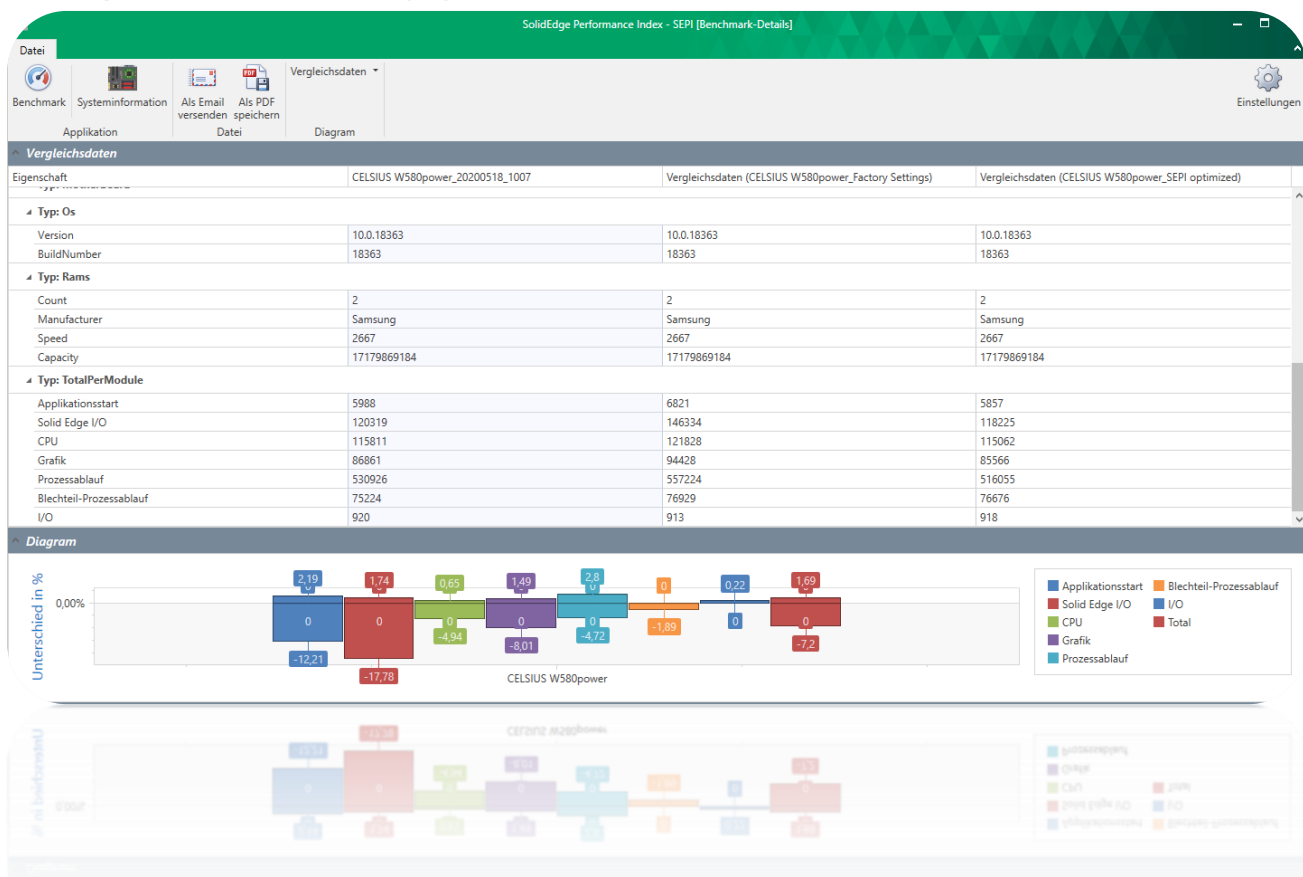 SolidEdge Performance Index - SEPI [Benchmark-Details]
Datei
Benchmark Systeminformation Als Email versenden Als PDF speichern Vergleichsdaten Einstellungen
Applikation Datei Diagram
Vergleichsdaten
Eigenschaft CELSIUS W580power_20200518_1007 Vergleichsdaten (CELSIUS W580power_Factory Settings) Vergleichsdaten (CELSIUS W580power_SEPI optimized)
Typ: Os
Version 10.0.18363 10.0.18363 10.0.18363
BuildNumber 18363 18363 18363
Typ: Rams
Count 2 2 2
Manufacturer Samsung Samsung Samsung
Speed 2667 2667 2667
Capacity 17179869184 17179869184 17179869184
Typ: TotalPerModule
Applikationsstart 5988 6821 5857
Solid Edge I/O 120319 146334 118225
CPU 115811 121828 115062
Grafik 86861 94428 85566
Prozessablauf 530926 557224 516055
Blechteil-Prozessablauf 75224 76929 76676
I/O 920 913 918
Diagram
Unterschied in %
0,00%
2,19 1,74 0,65 1,49 2,8 0 0,22 1,69
0 0 0 0 0 0 0
-12,21 -17,78 -4,94 -8,01 -4,72 -1,89 -7,2
CELSIUS W580power
Applikationsstart Blechteil-Prozessablauf
Solid Edge I/O I/O
CPU Total
Grafik
Prozessablauf